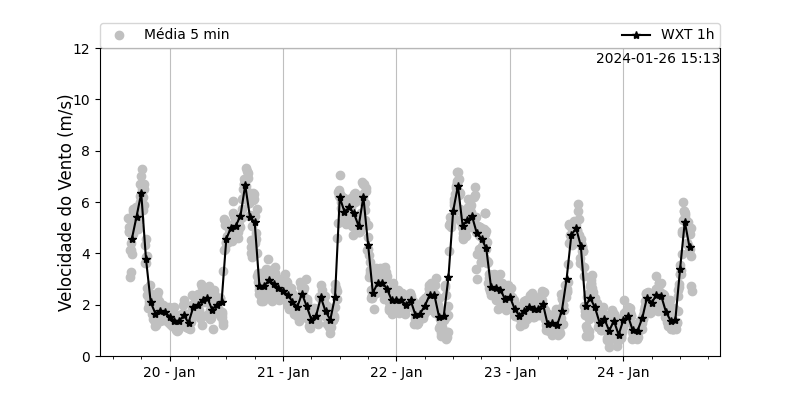 Média 5 min
WXT 1h
2024-01-26 15:13
Velocidade do Vento (m/s)
12
10
8
6
4
2
0
20 - Jan
21 - Jan
22 - Jan
23 - Jan
24 - Jan